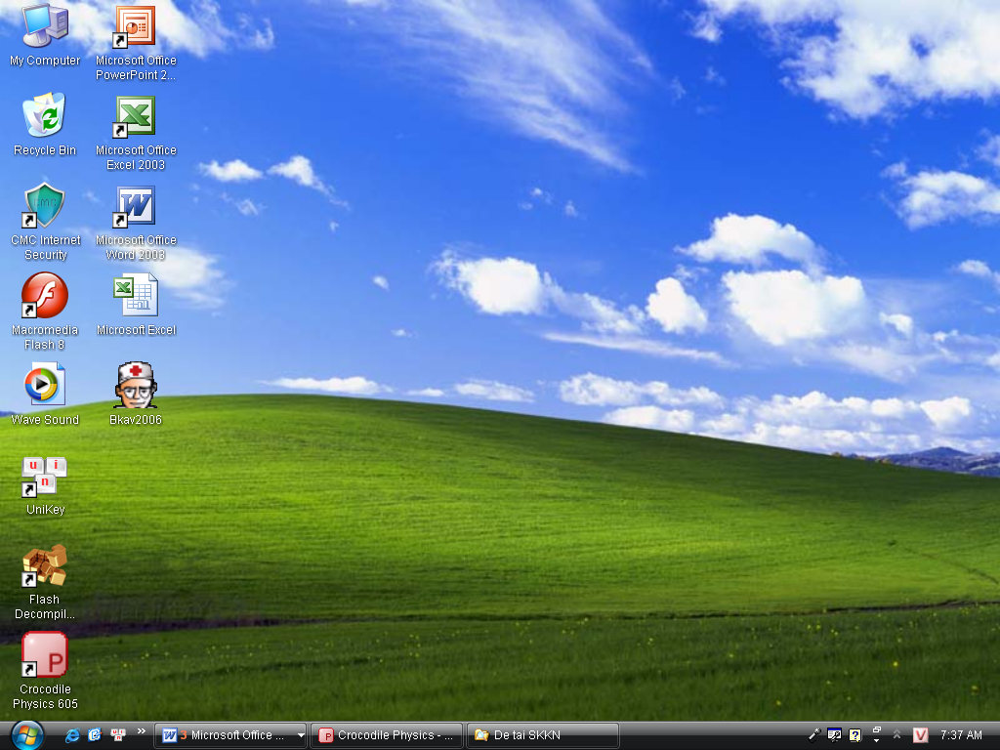 My Computer
Microsoft Office
PowerPoint 2...
Recycle Bin
Microsoft Office
Excel 2003
CMC Internet
Security
Microsoft Office
Word 2003
Macromedia
Flash 8
Microsoft Excel
Wave Sound
Bkav2006
u i
n
UniKey
Flash
Decompil...
P
Crocodile
Physics 605
3 Microsoft Office ...
Crocodile Physics - ...
De tai SKKN
V
7:37 AM